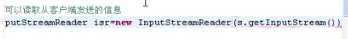 可以读取从客户端发送的信息
putStreamReader isr=new InputStreamReader(s.getInputStream())